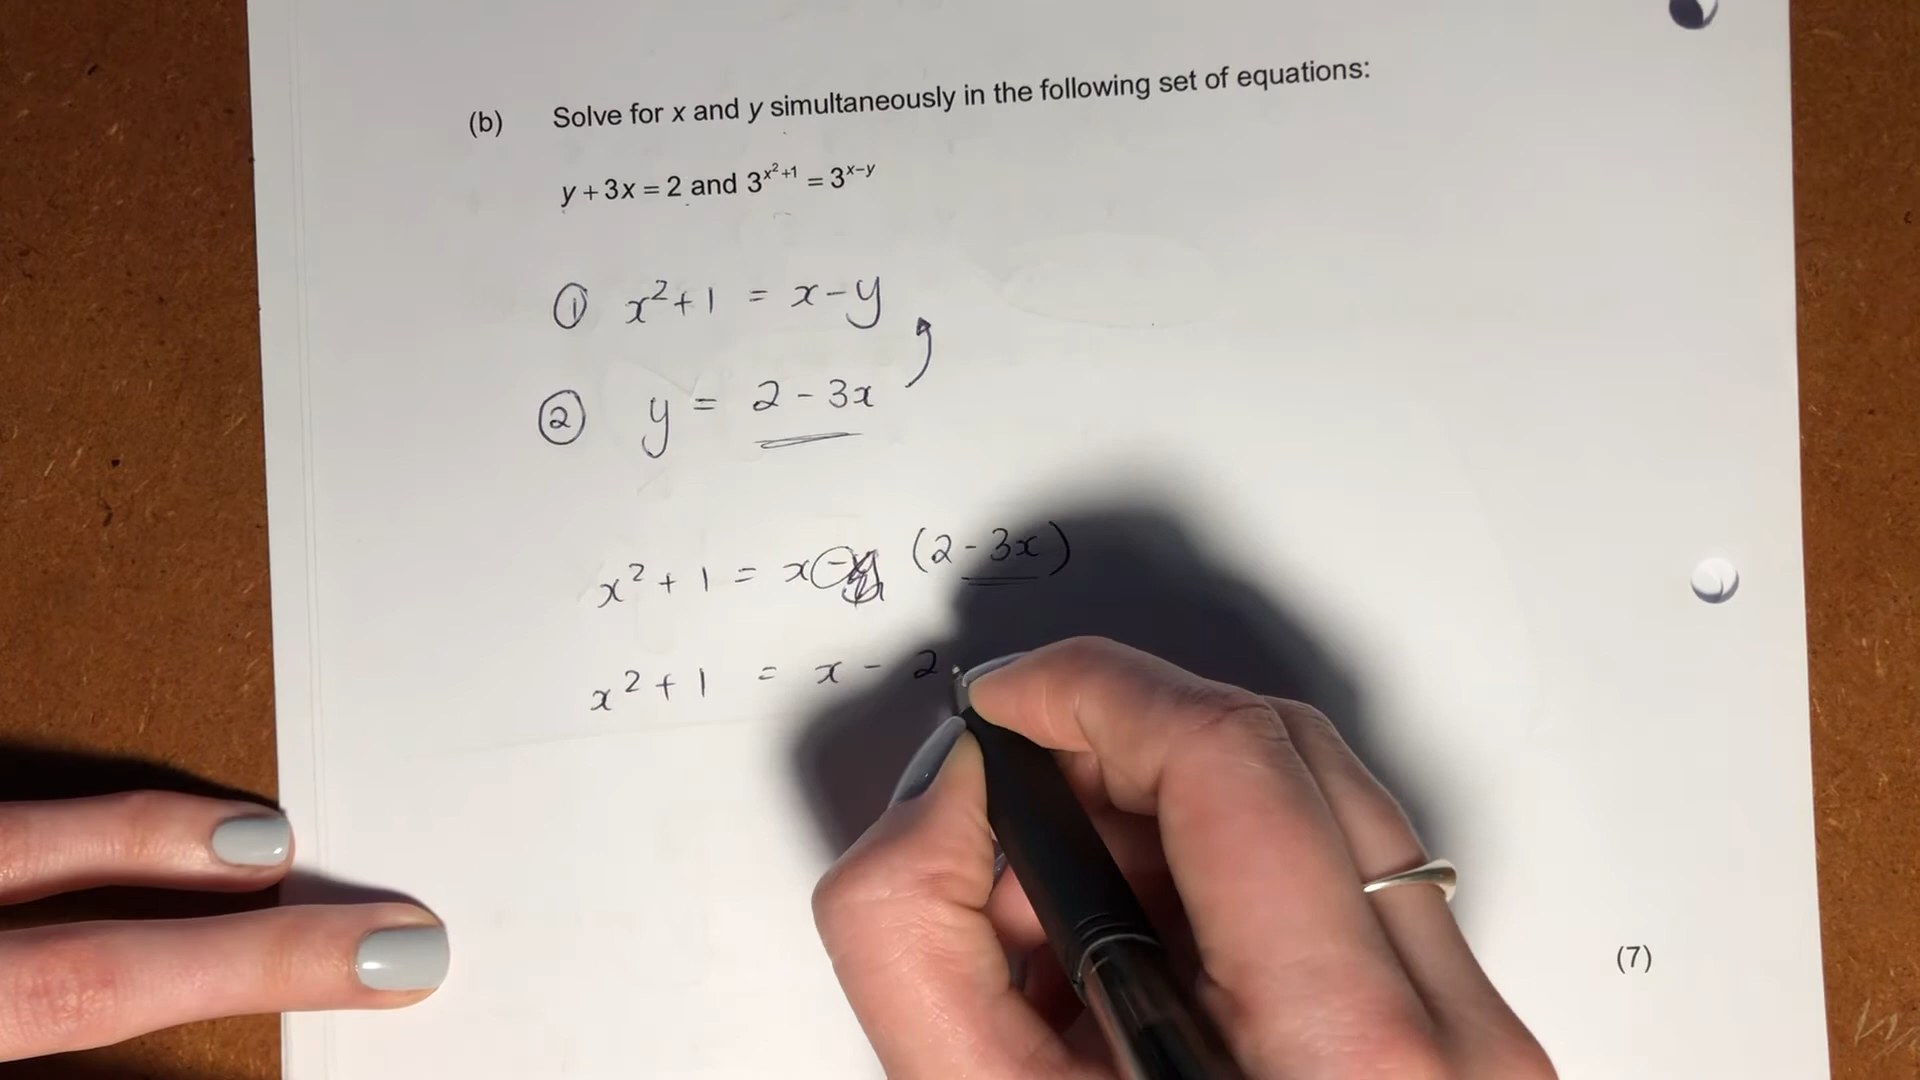 (b) Solve for x and y simultaneously in the following set of equations:
y + 3x = 2 and 3^(x²+1) = 3^(x–y)
① x² + 1 = x - y
② y = 2 - 3x
x² + 1 = x - (2 - 3x)
x² + 1 = x - 2
(7)